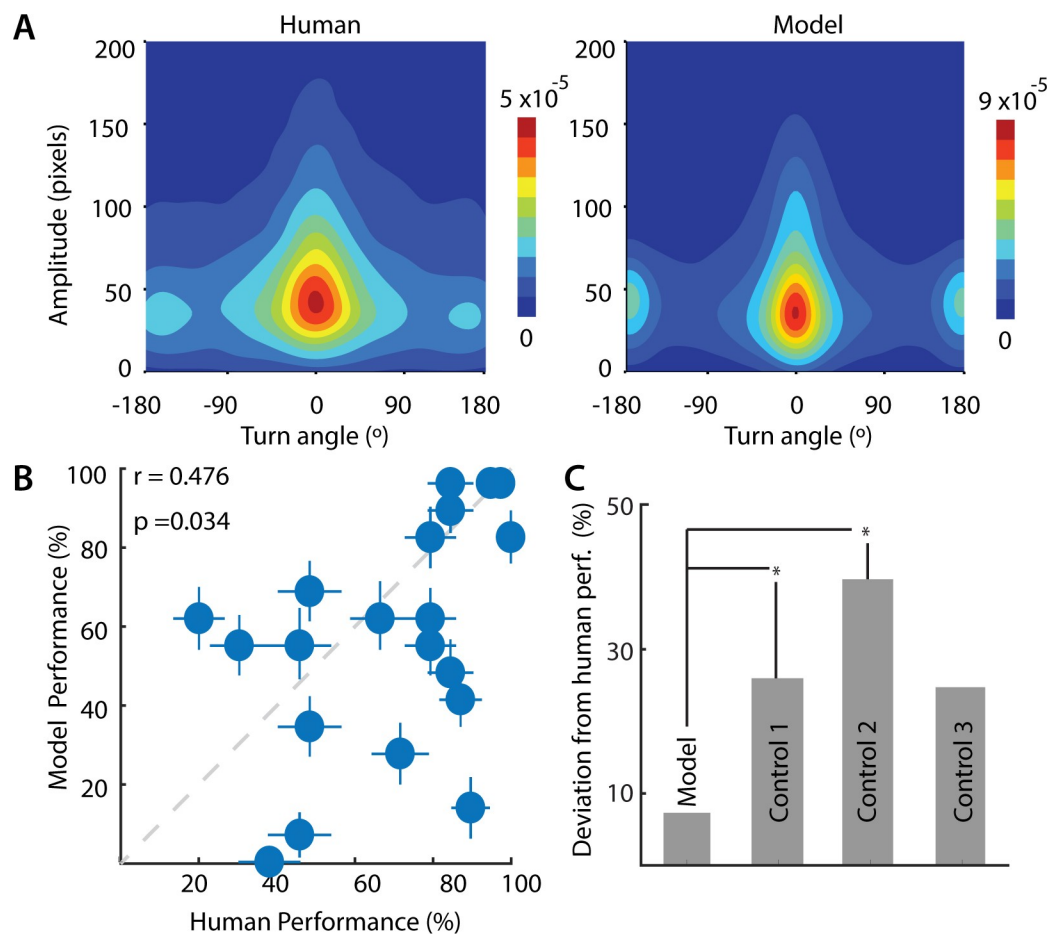 A
Human
Model
200
150
100
50
0
Amplitude (pixels)
-180 -90 0 90 180
Turn angle (º)
5 x10-5
0
200
150
100
50
0
-180 -90 0 90 180
Turn angle (º)
9 x10-5
0
B
r = 0.476
p =0.034
100
80
60
40
20
Model Performance (%)
20 40 60 80 100
Human Performance (%)
C
50
30
10
Deviation from human perf. (%)
*
*
Model
Control 1
Control 2
Control 3